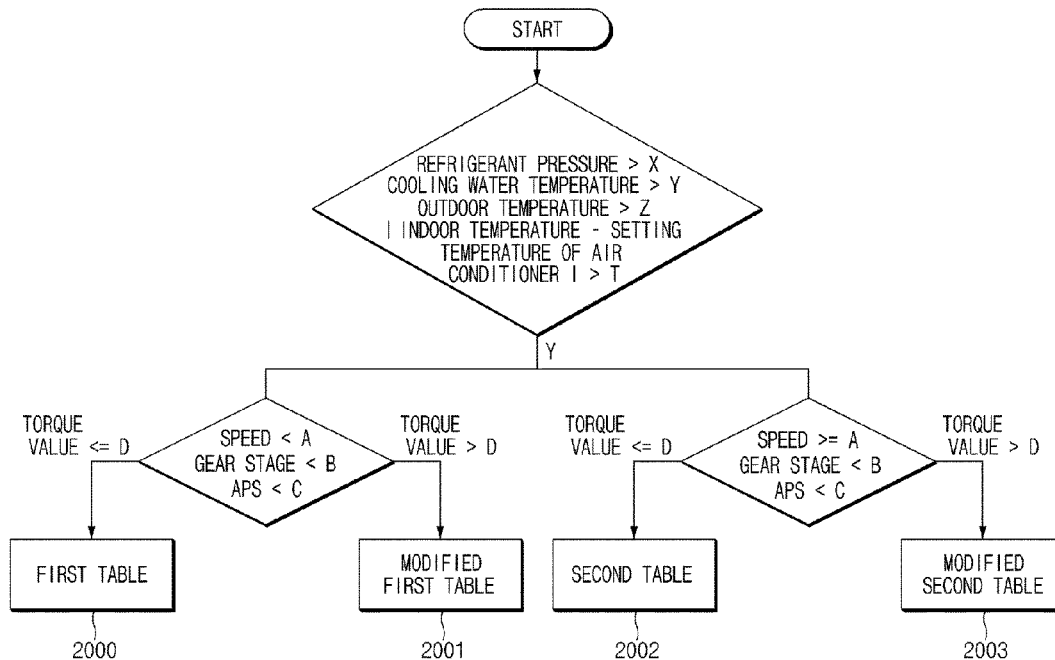 START
REFRIGERANT PRESSURE > X
COOLING WATER TEMPERATURE > Y
OUTDOOR TEMPERATURE > Z
| INDOOR TEMPERATURE - SETTING
TEMPERATURE OF AIR
CONDITIONER | > T
Y
TORQUE
VALUE <= D
SPEED < A
GEAR STAGE < B
APS < C
TORQUE
VALUE > D
TORQUE
VALUE <= D
SPEED >= A
GEAR STAGE < B
APS < C
TORQUE
VALUE > D
FIRST TABLE
MODIFIED
FIRST TABLE
SECOND TABLE
MODIFIED
SECOND TABLE
2000
2001
2002
2003